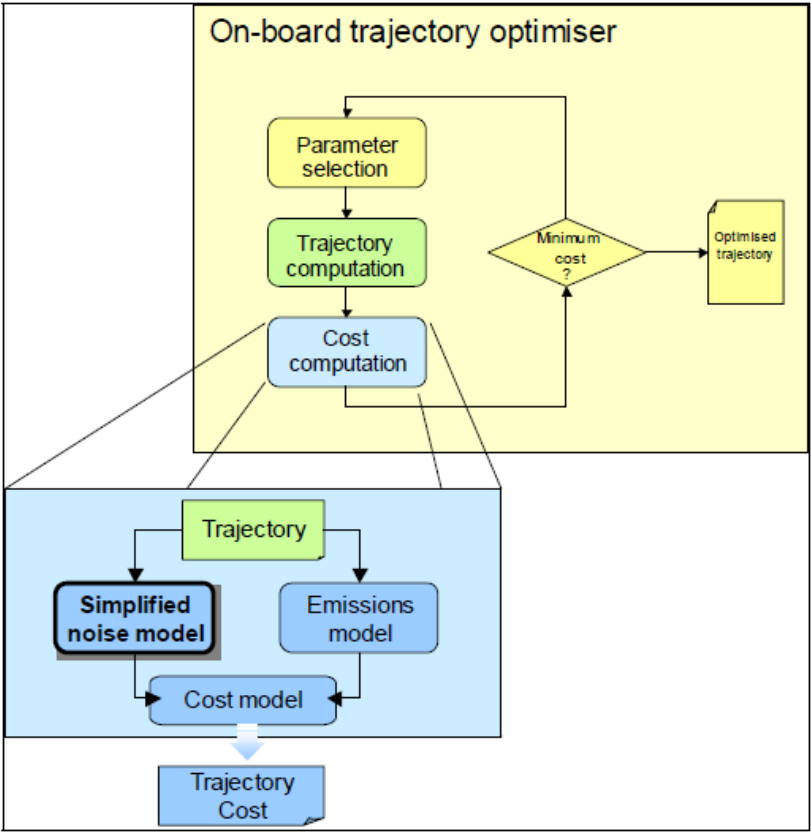 On-board trajectory optimiser
Parameter
selection
Trajectory
computation
Cost
computation
Minimum
cost
?
Optimised
trajectory
Trajectory
Simplified
noise model
Emissions
model
Cost model
Trajectory
Cost